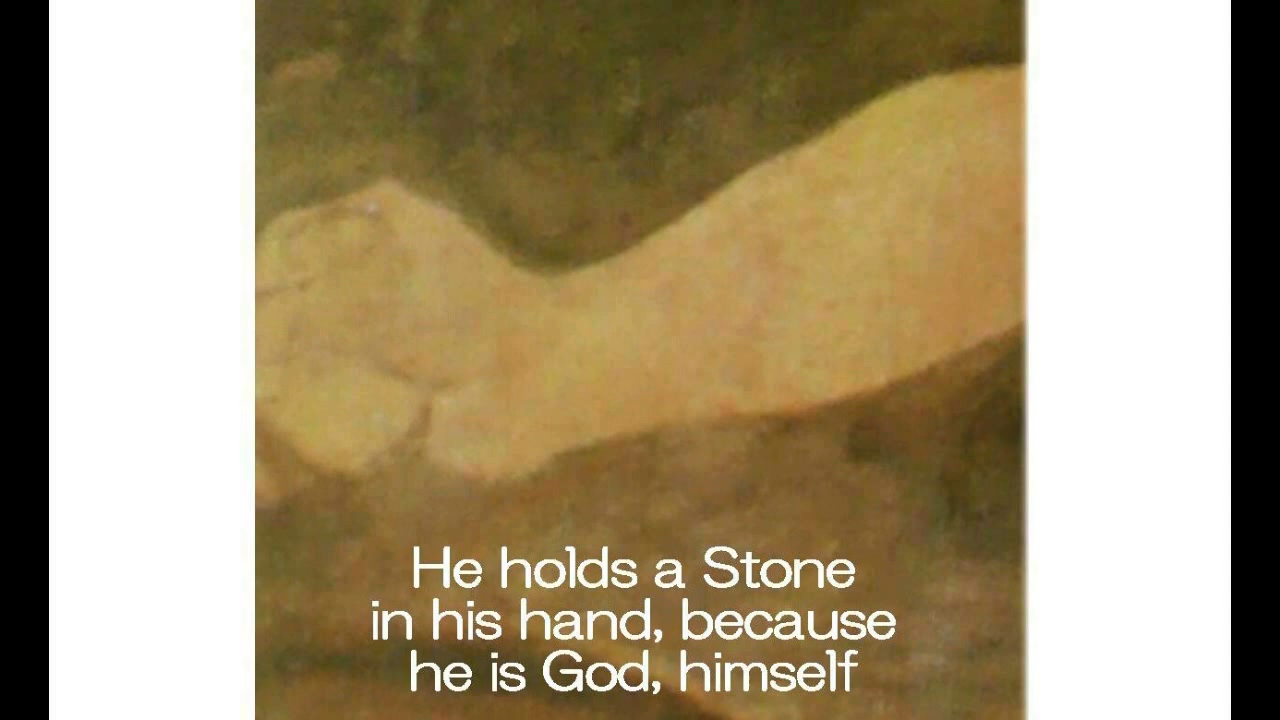 He holds a Stone
in his hand, because
he is God, himself